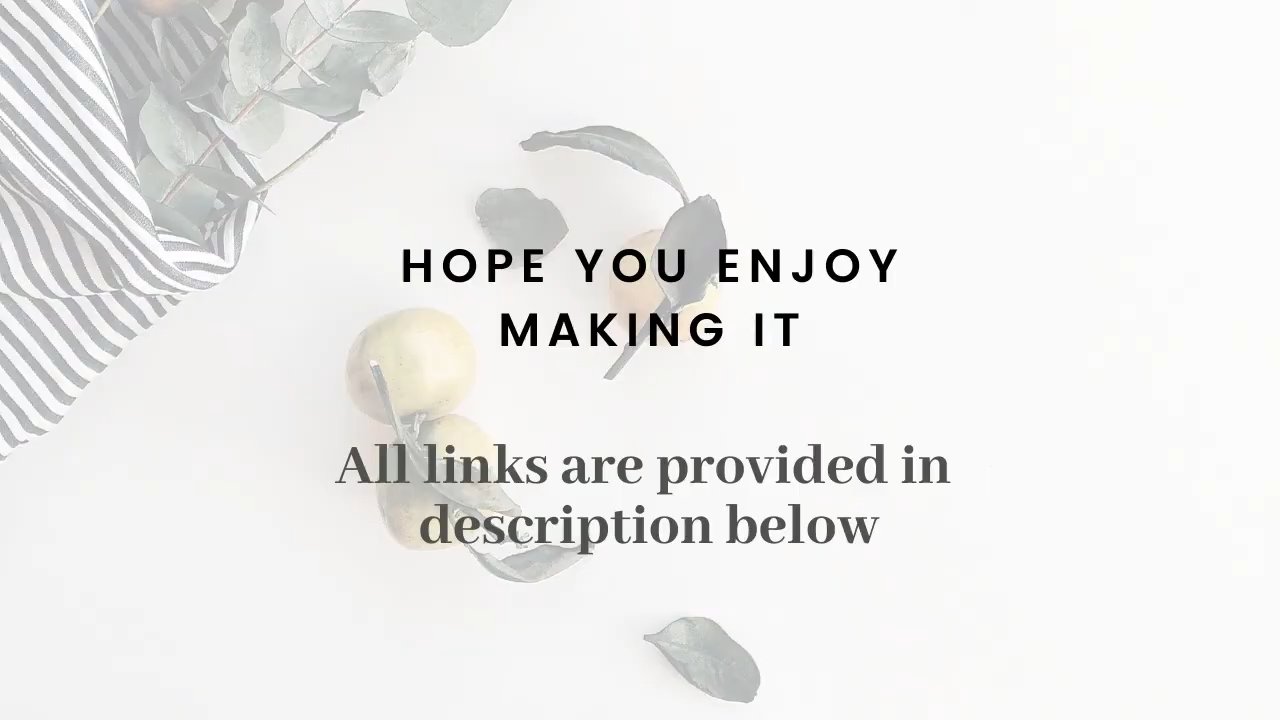 HOPE YOU ENJOY
MAKING IT
All links are provided in
description below